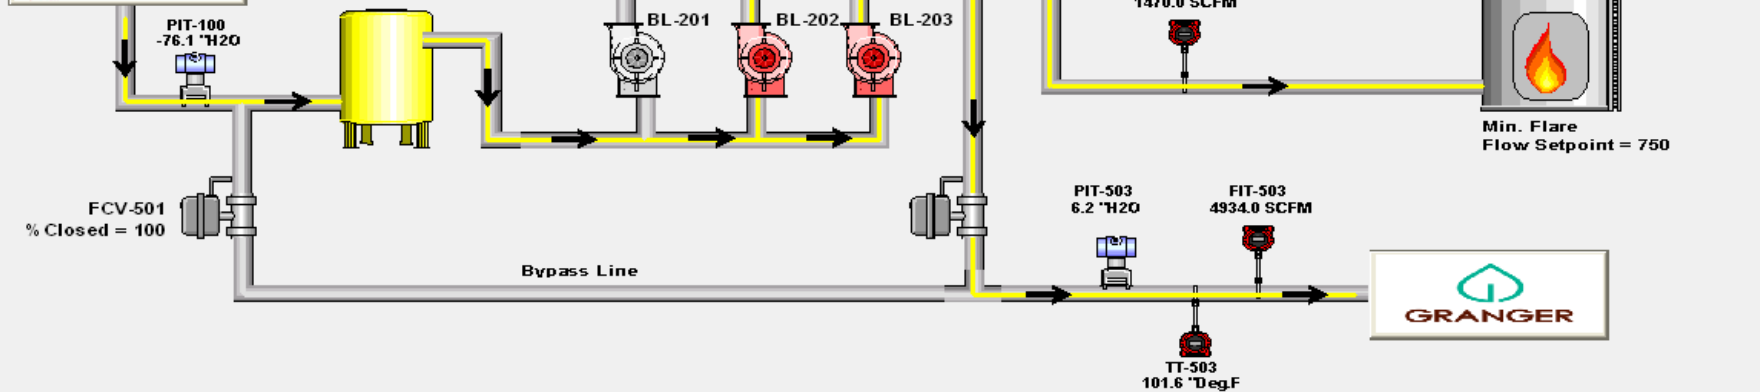 1470.0 SCFM
PIT-100
-76.1 "H2O
BL-201
BL-202
BL-203
Min. Flare
Flow Setpoint = 750
FCV-501
% Closed = 100
PIT-503
6.2 "H2O
FIT-503
4934.0 SCFM
Bypass Line
GRANGER
TT-503
101.6 "Deg.F